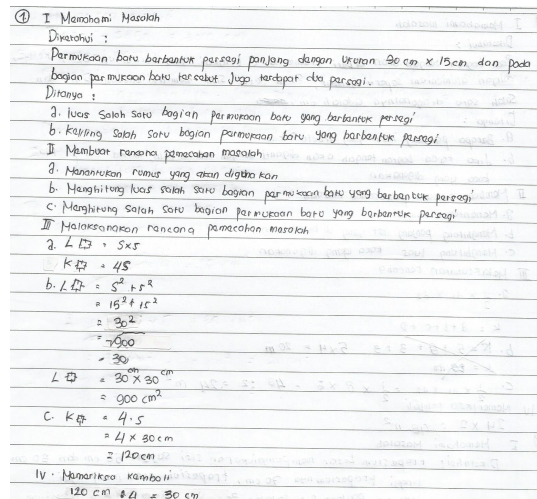 ① I Memahami Masalah
Diketahui :
Permukaan batu berbentuk persegi panjang dengan ukuran 30 cm x 15 cm, dan pada
bagian permukaan batu tersebut Juga terdapat dua persegi.
Ditanya :
a. luas Salah Satu bagian permukaan batu yang berbentuk persegi
b. keliling Salah Satu bagian permukaan batu yang berbentuk persegi
II Membuat rencana pemecahan masalah
a. Menentukan rumus yang akan digunakan
b. Menghitung luas salah satu bagian permukaan batu yang berbentuk persegi
c. Menghitung Salah Satu bagian permukaan batu yang berbentuk persegi
III Melaksanakan rencana pemecahan masalah
a. L □ = s x s
K □ = 4s
b. L □ = s² + s²
= 15² + 15²
= 30²
= √900
= 30
L □ = 30 cm x 30 cm
= 900 cm²
C. K □ = 4 . s
= 4 x 30 cm
= 120 cm
IV. Memeriksa kembali
120 cm : 4 = 30 cm